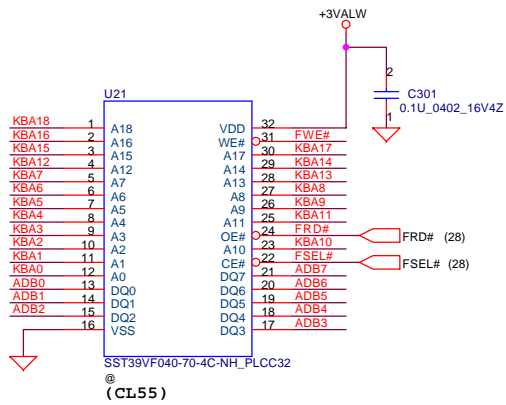 +3VALW
U21
2
C301
0.1U_0402_16V4Z
1
KBA18 1 A18 VDD 32
KBA16 2 A16 WE# 31 FWE#
KBA15 3 A15 A17 30 KBA17
KBA12 4 A12 A14 29 KBA14
KBA7 5 A7 A13 28 KBA13
KBA6 6 A6 A8 27 KBA8
KBA5 7 A5 A9 26 KBA9
KBA4 8 A4 A11 25 KBA11
KBA3 9 A3 OE# 24 FRD# FRD# (28)
KBA2 10 A2 A10 23 KBA10
KBA1 11 A1 CE# 22 FSEL# FSEL# (28)
KBA0 12 A0 DQ7 21 ADB7
ADB0 13 DQ0 DQ6 20 ADB6
ADB1 14 DQ1 DQ5 19 ADB5
ADB2 15 DQ2 DQ4 18 ADB4
16 VSS DQ3 17 ADB3
SST39VF040-70-4C-NH_PLCC32
@
(CL55)